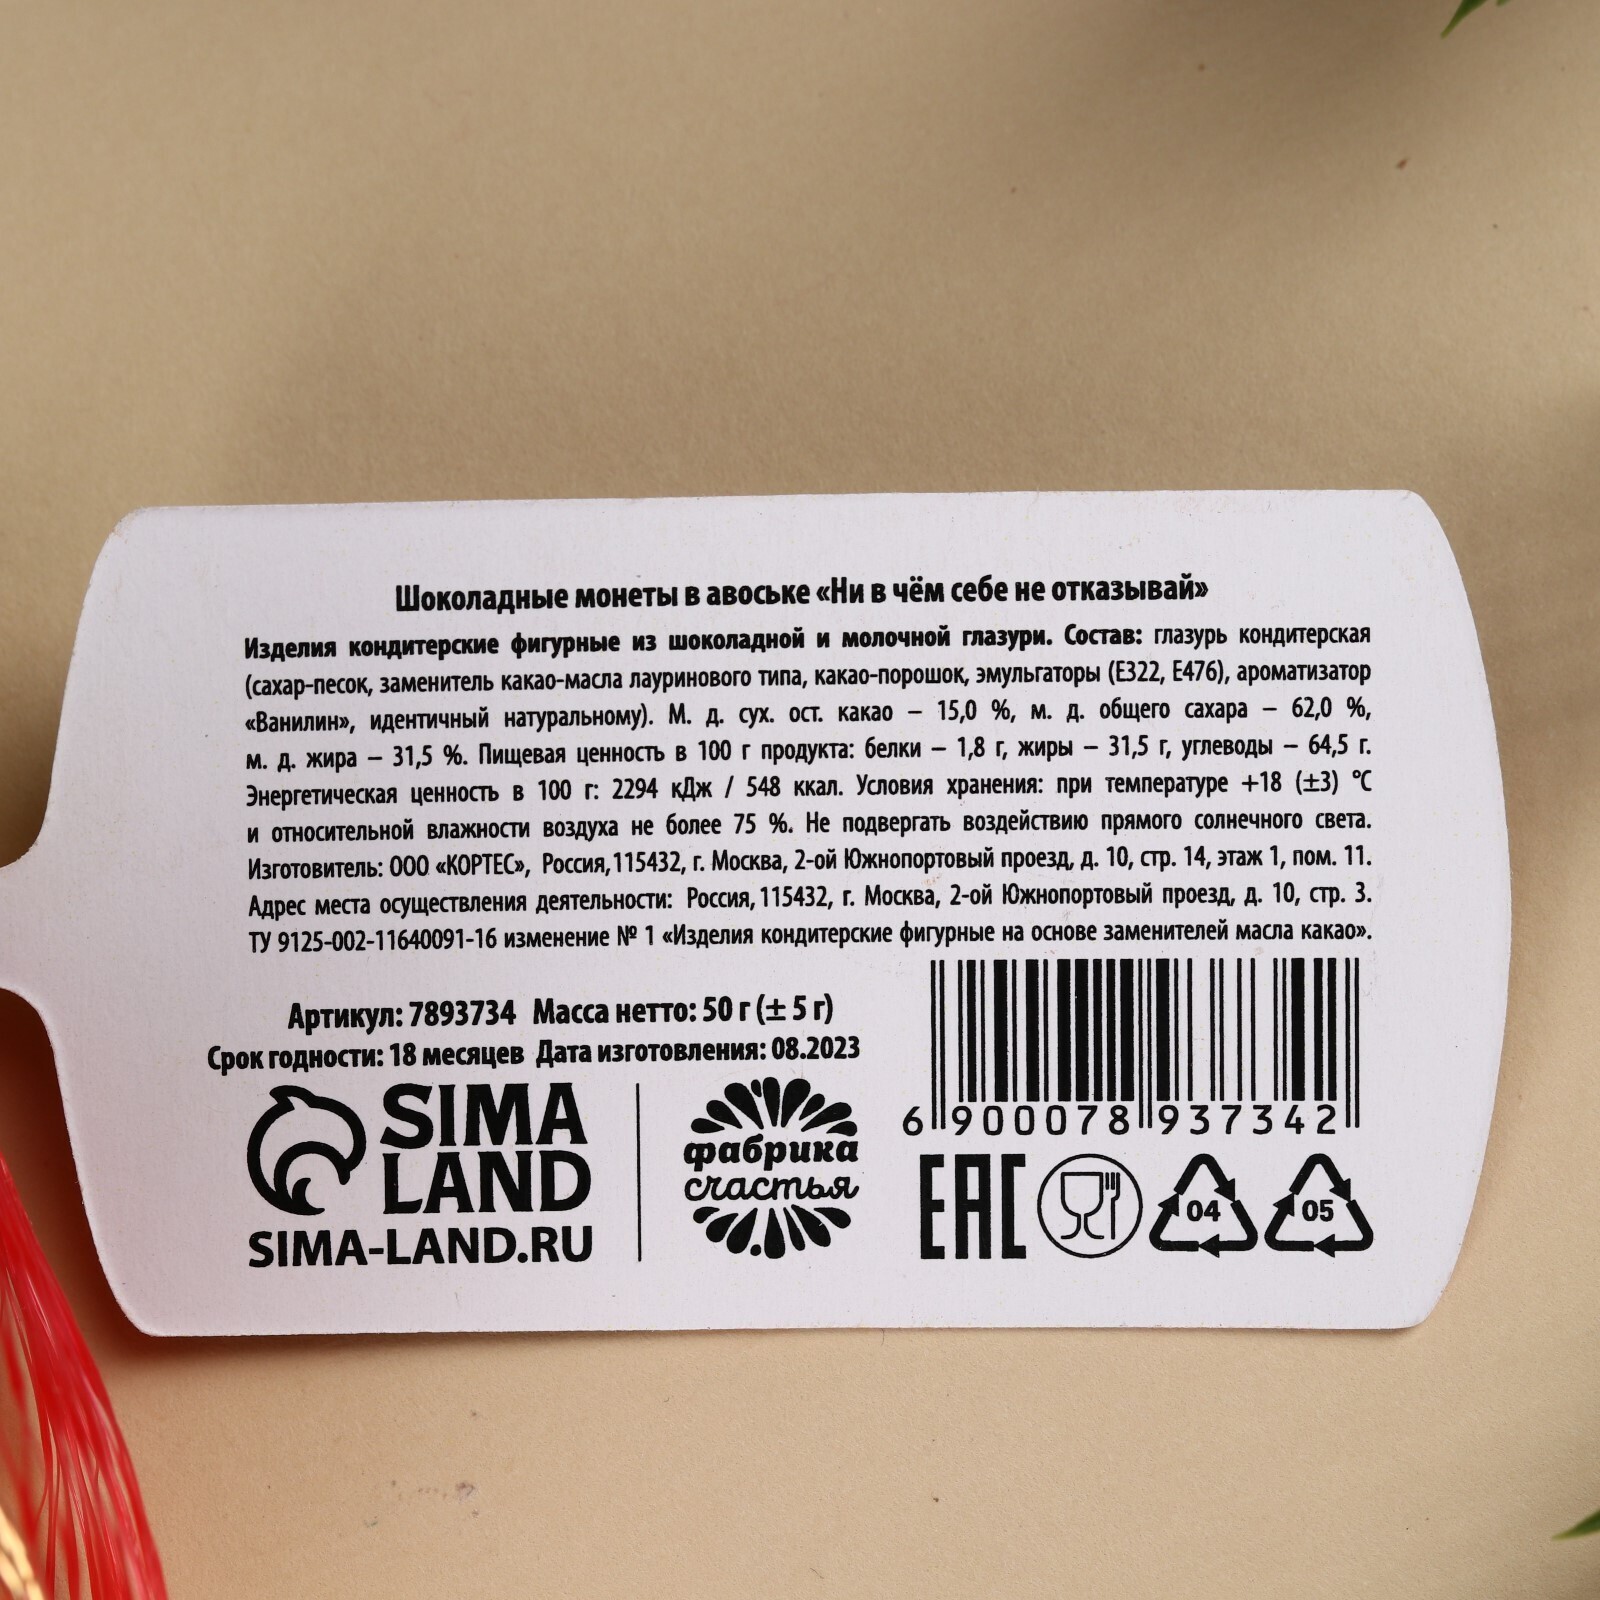 Шоколадные монеты в авоське «Ни в чём себе не отказывай»
Изделия кондитерские фигурные из шоколадной и молочной глазури. Состав: глазурь кондитерская
(сахар-песок, заменитель какао-масла лауринового типа, какао-порошок, эмульгаторы (Е322, Е476), ароматизатор
«Ванилин», идентичный натуральному). М. д. сух. ост. какао – 15,0 %, м. д. общего сахара – 62,0 %,
м. д. жира – 31,5 %. Пищевая ценность в 100 г продукта: белки – 1,8 г, жиры – 31,5 г, углеводы – 64,5 г.
Энергетическая ценность в 100 г: 2294 кДж / 548 ккал. Условия хранения: при температуре +18 (±3) °С
и относительной влажности воздуха не более 75 %. Не подвергать воздействию прямого солнечного света.
Изготовитель: ООО «КОРТЕС», Россия, 115432, г. Москва, 2-ой Южнопортовый проезд, д. 10, стр. 14, этаж 1, пом. 11.
Адрес места осуществления деятельности: Россия, 115432, г. Москва, 2-ой Южнопортовый проезд, д. 10, стр. 3.
ТУ 9125-002-11640091-16 изменение № 1 «Изделия кондитерские фигурные на основе заменителей масла какао».
Артикул: 7893734 Масса нетто: 50 г (± 5 г)
Срок годности: 18 месяцев Дата изготовления: 08.2023
SIMA
LAND
SIMA-LAND.RU
фабрика
счастья
6 900078 937342
EAC
04
05